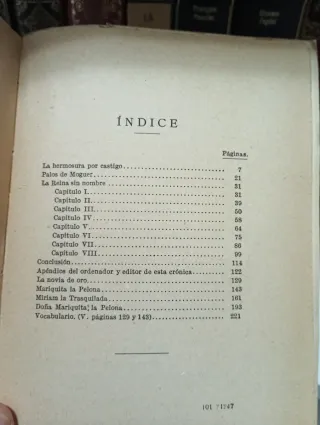 ÍNDICE
Páginas.
La hermosura por castigo 7
Palos de Moguer 21
La Reina sin nombre 31
Capítulo I 31
Capítulo II 39
Capítulo III 50
Capítulo IV 58
Capítulo V 64
Capítulo VI 75
Capítulo VII 80
Capítulo VIII 99
Conclusión 114
Apéndice del ordenador y editor de esta crónica 122
La novia de oro 129
Mariquita la Pelona 143
Miriam la Trasquilada 161
Doña Mariquita la Pelona 193
Vocabulario. (V. páginas 129 y 143) 221